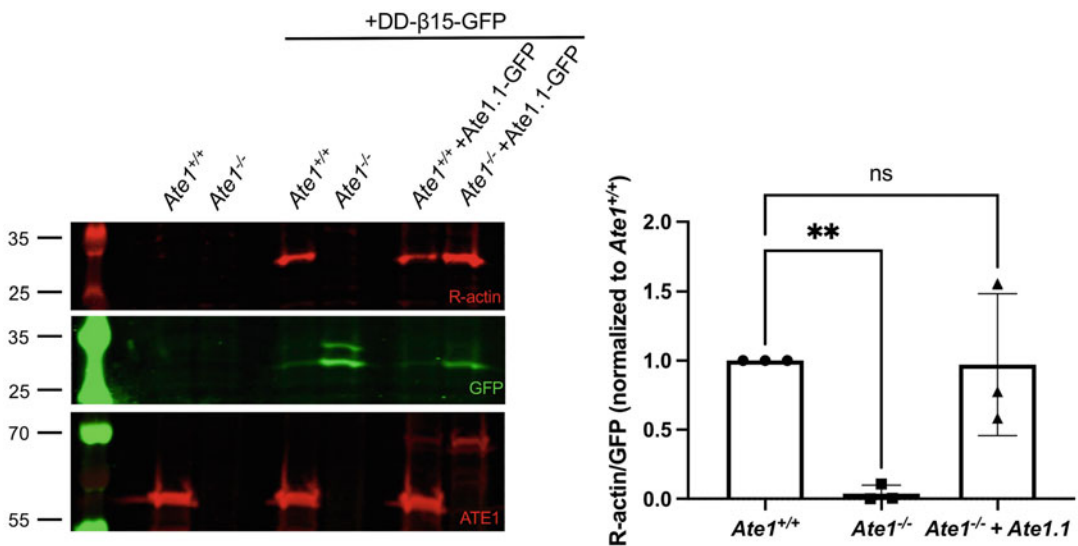 +DD-β15-GFP
Ate1+/+
Ate1-/-
Ate1+/+
Ate1-/-
Ate1+/+ +Ate1.1-GFP
Ate1-/- +Ate1.1-GFP
35
25
R-actin
35
25
GFP
70
55
ATE1
R-actin/GFP (normalized to Ate1+/+)
2.0
1.5
1.0
0.5
0.0
ns
**
Ate1+/+
Ate1-/-
Ate1-/- + Ate1.1